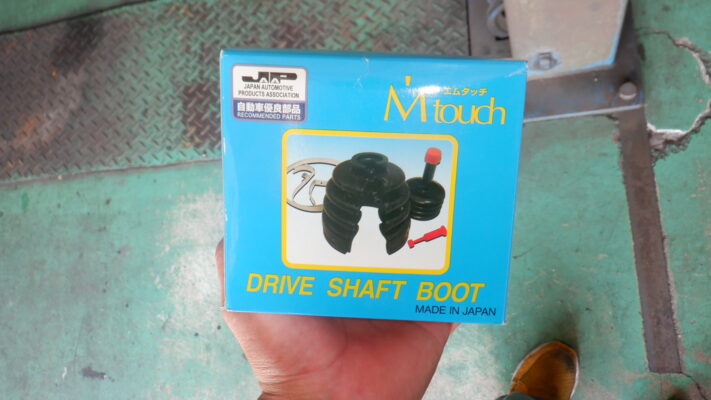 JAPA
JAPAN AUTOMOTIVE
PRODUCTS ASSOCIATION
自動車優良部品
RECOMMENDED PARTS
エムタッチ
M'touch
DRIVE SHAFT BOOT
MADE IN JAPAN